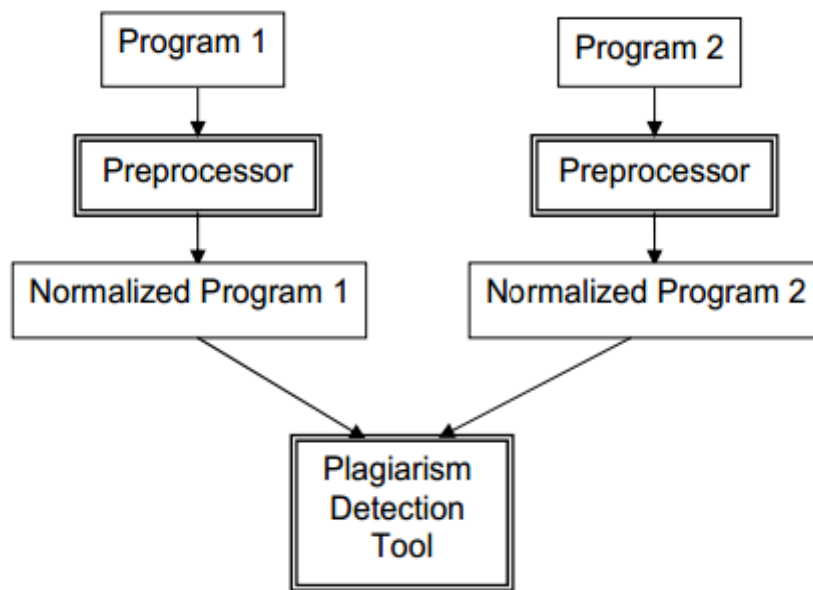 Program 1
Program 2
Preprocessor
Preprocessor
Normalized Program 1
Normalized Program 2
Plagiarism
Detection
Tool